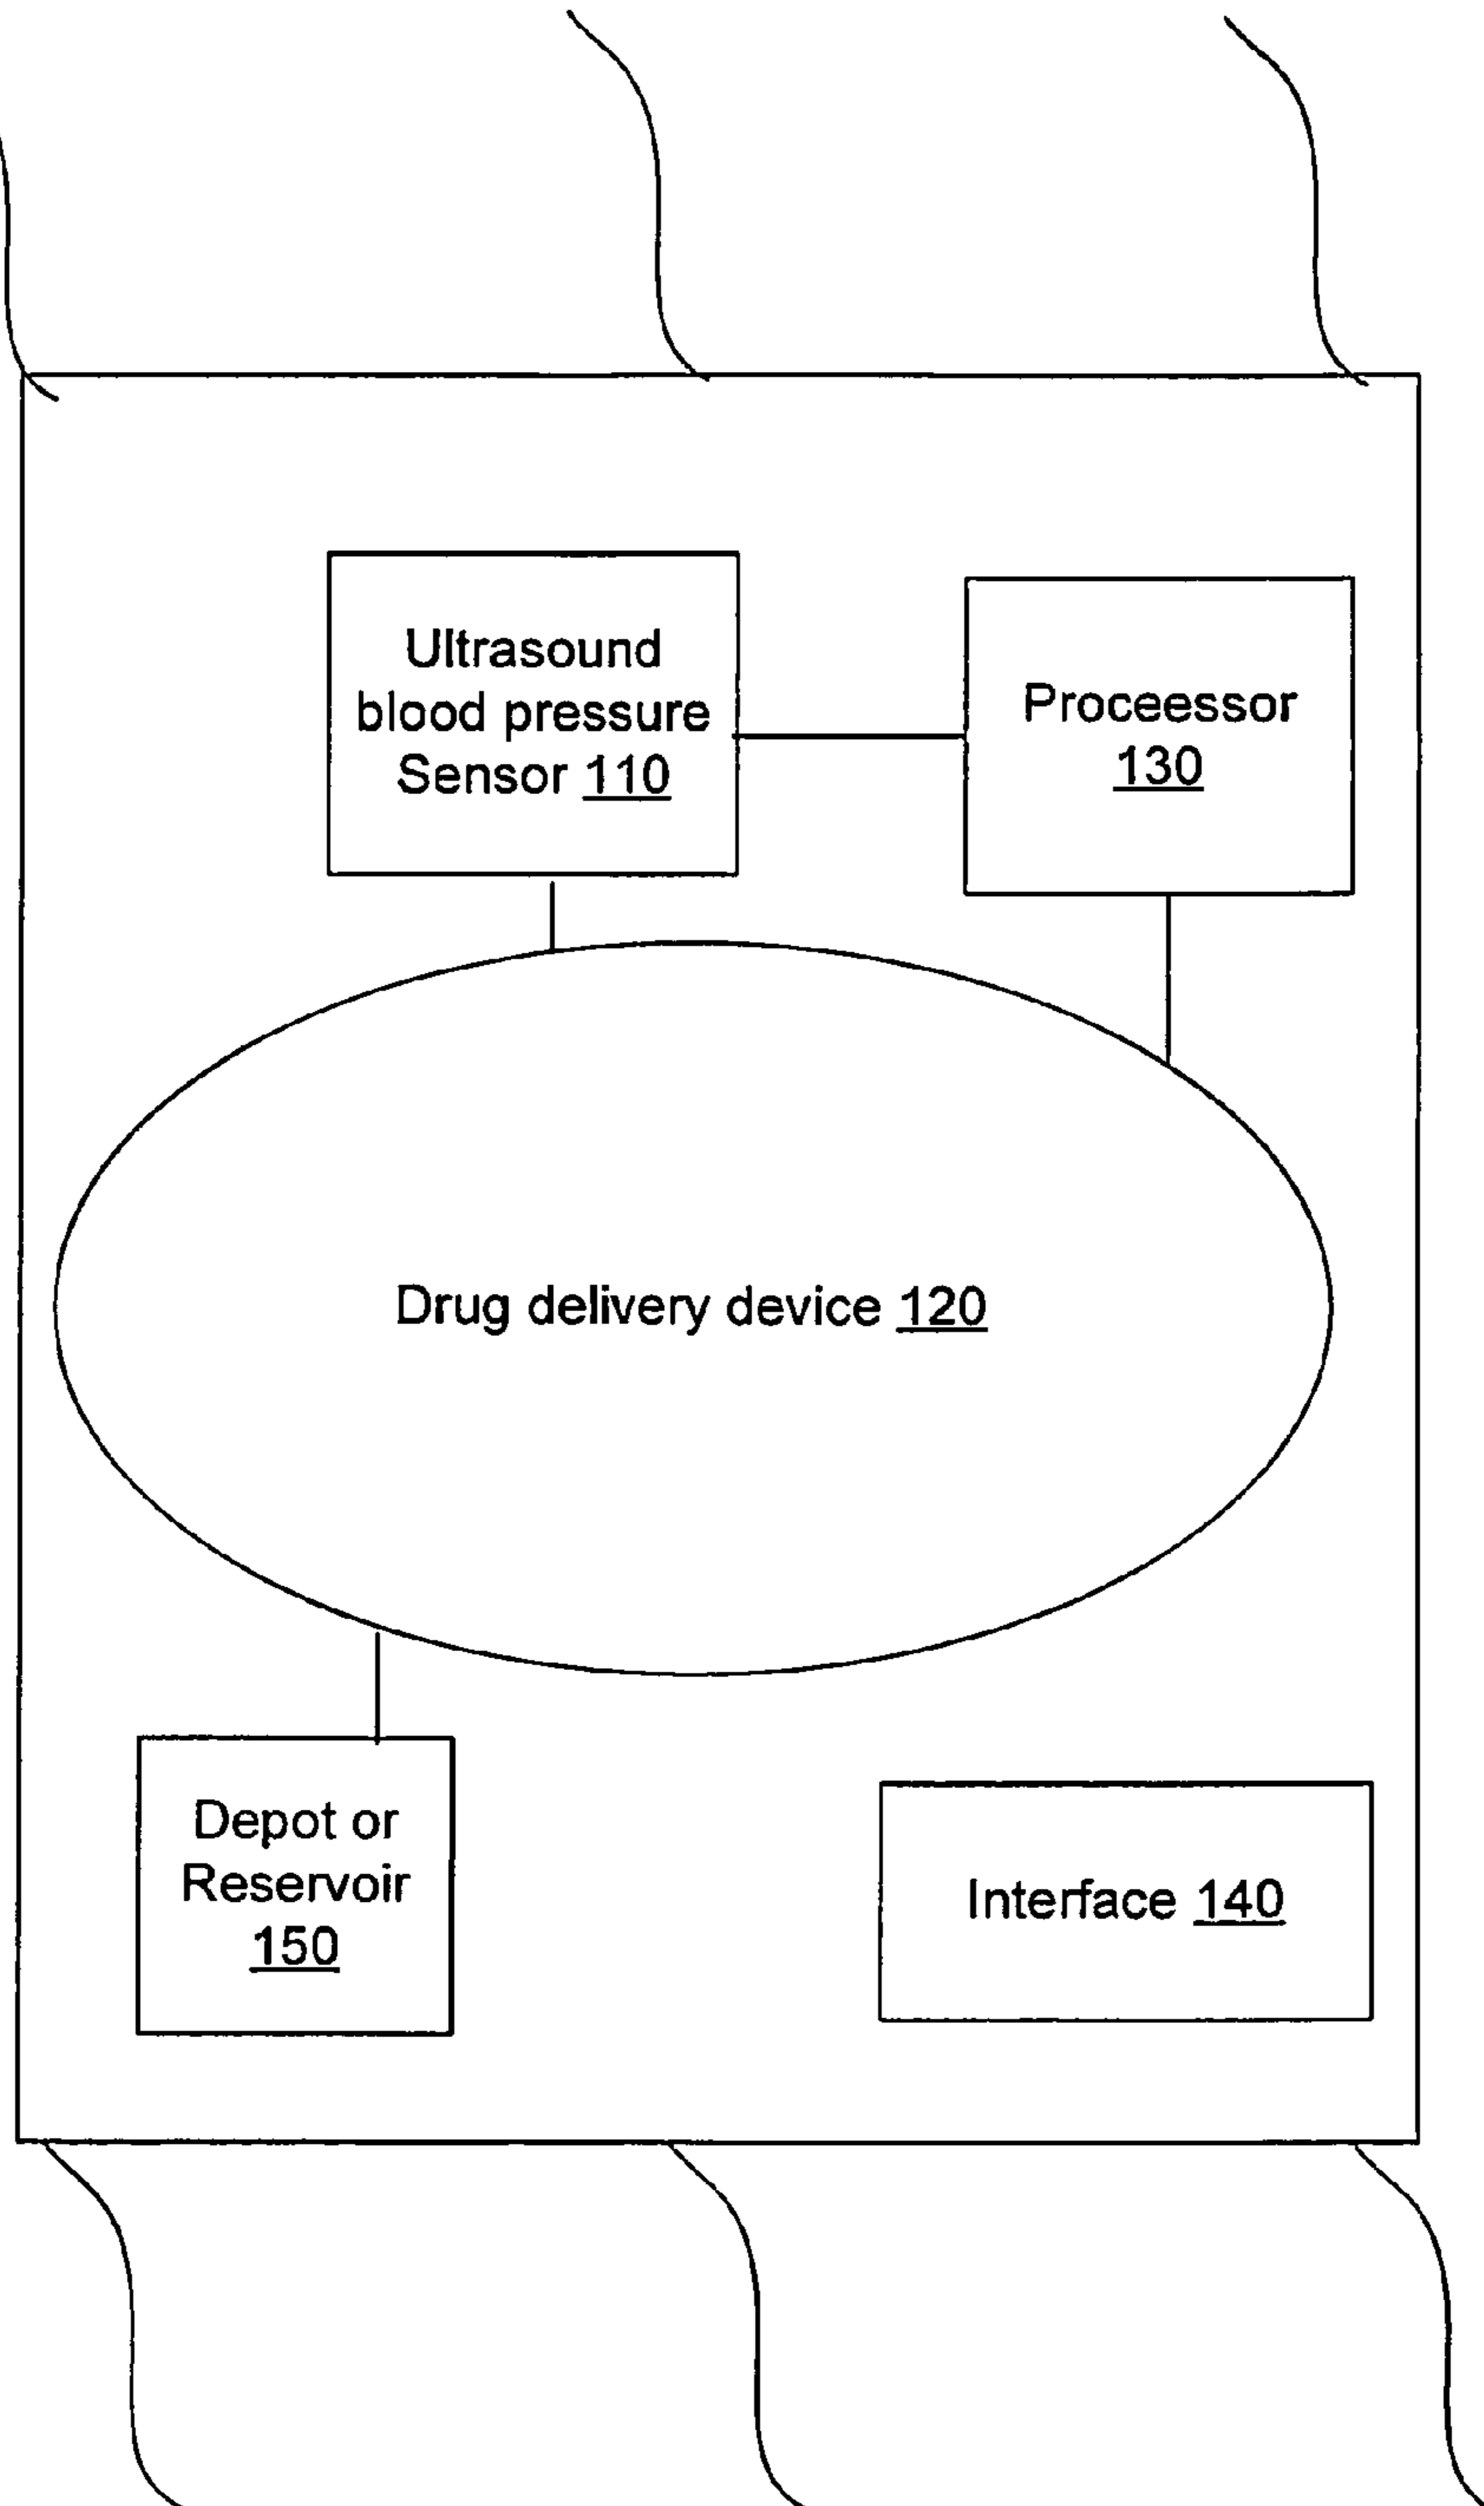 Ultrasound
blood pressure
Sensor 110
Proceessor
130
Drug delivery device 120
Depot or
Reservoir
150
Interface 140